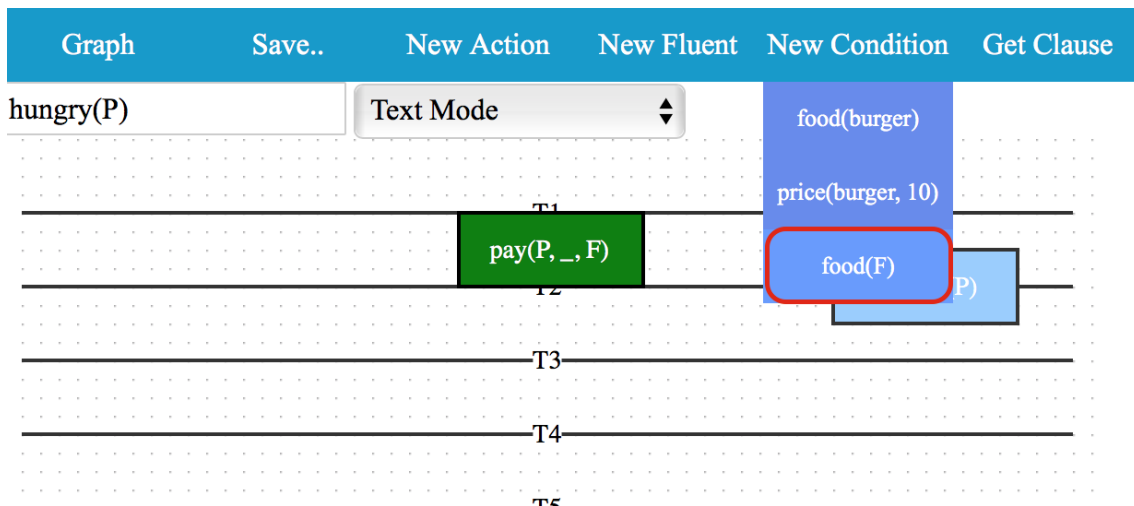 Graph Save.. New Action New Fluent New Condition Get Clause
hungry(P) Text Mode
food(burger)
price(burger, 10)
T1
pay(P, _, F)
food(F)
P)
T2
T3
T4
T5